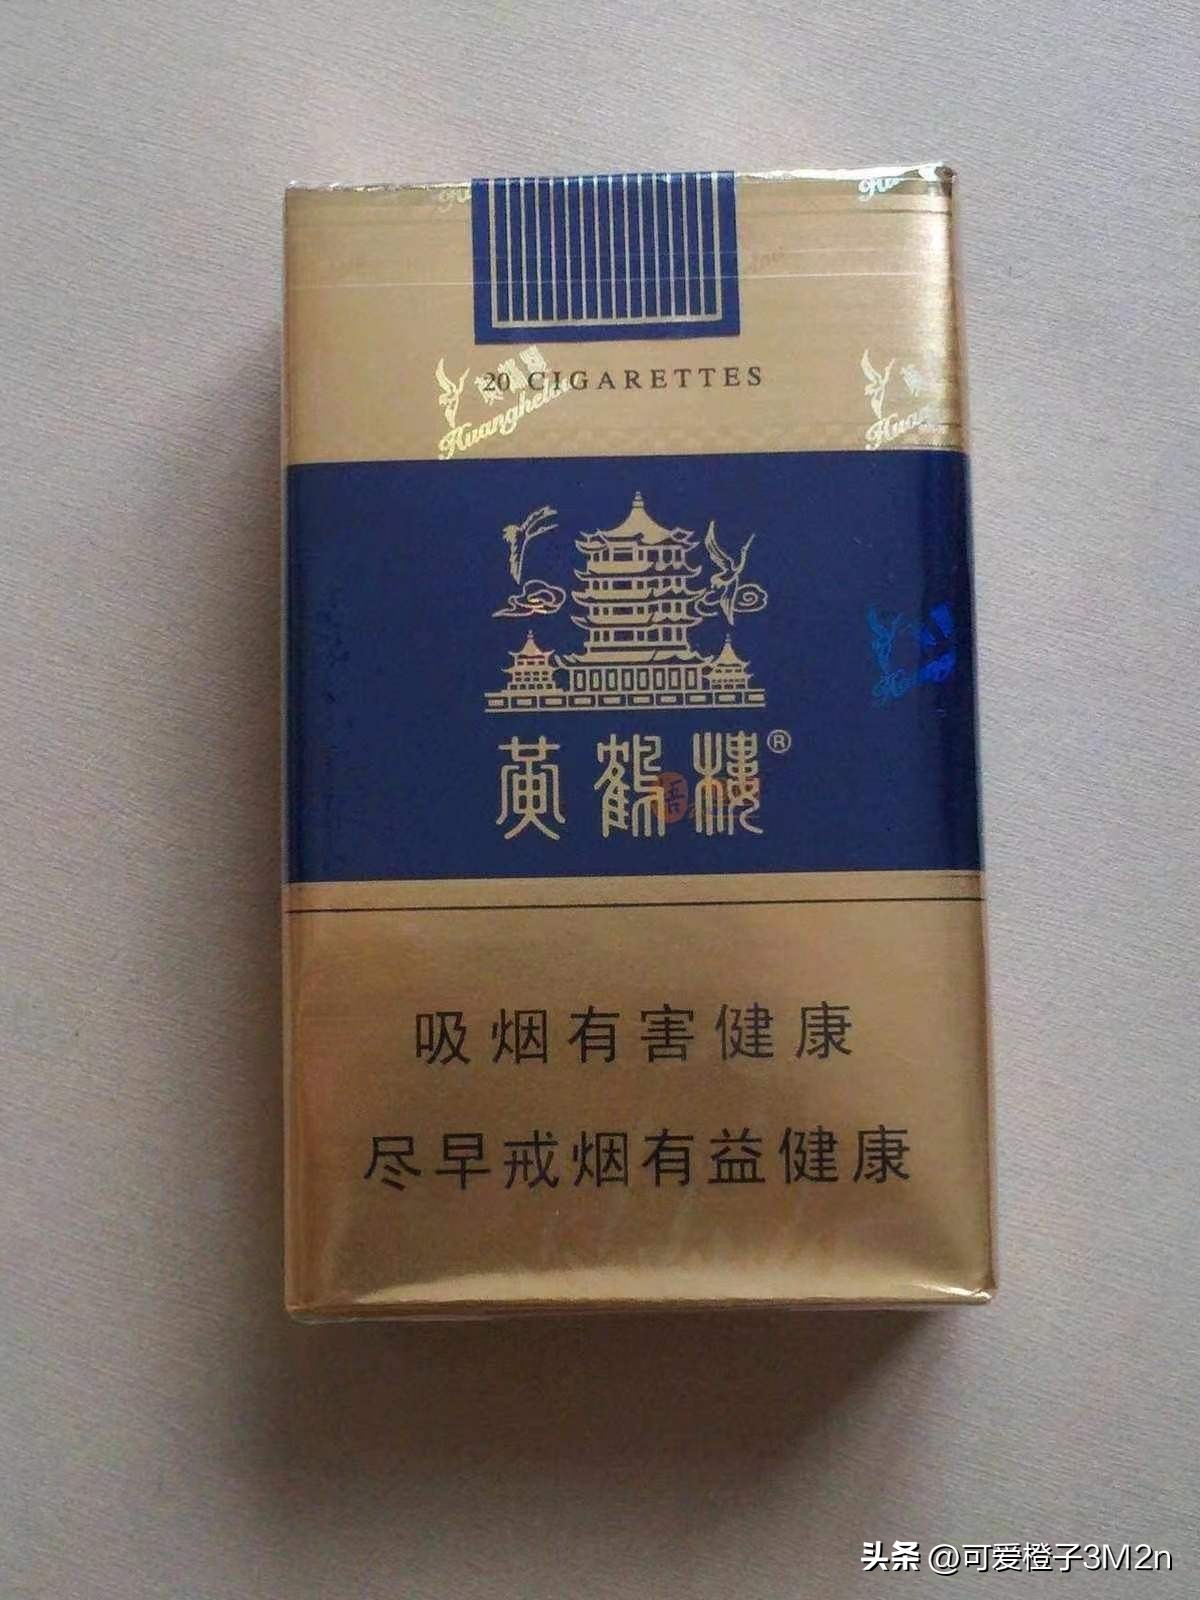 20 CIGARETTES
Huanghelou
黄鹤楼®
吸烟有害健康
尽早戒烟有益健康
头条 @可爱橙子3M2n